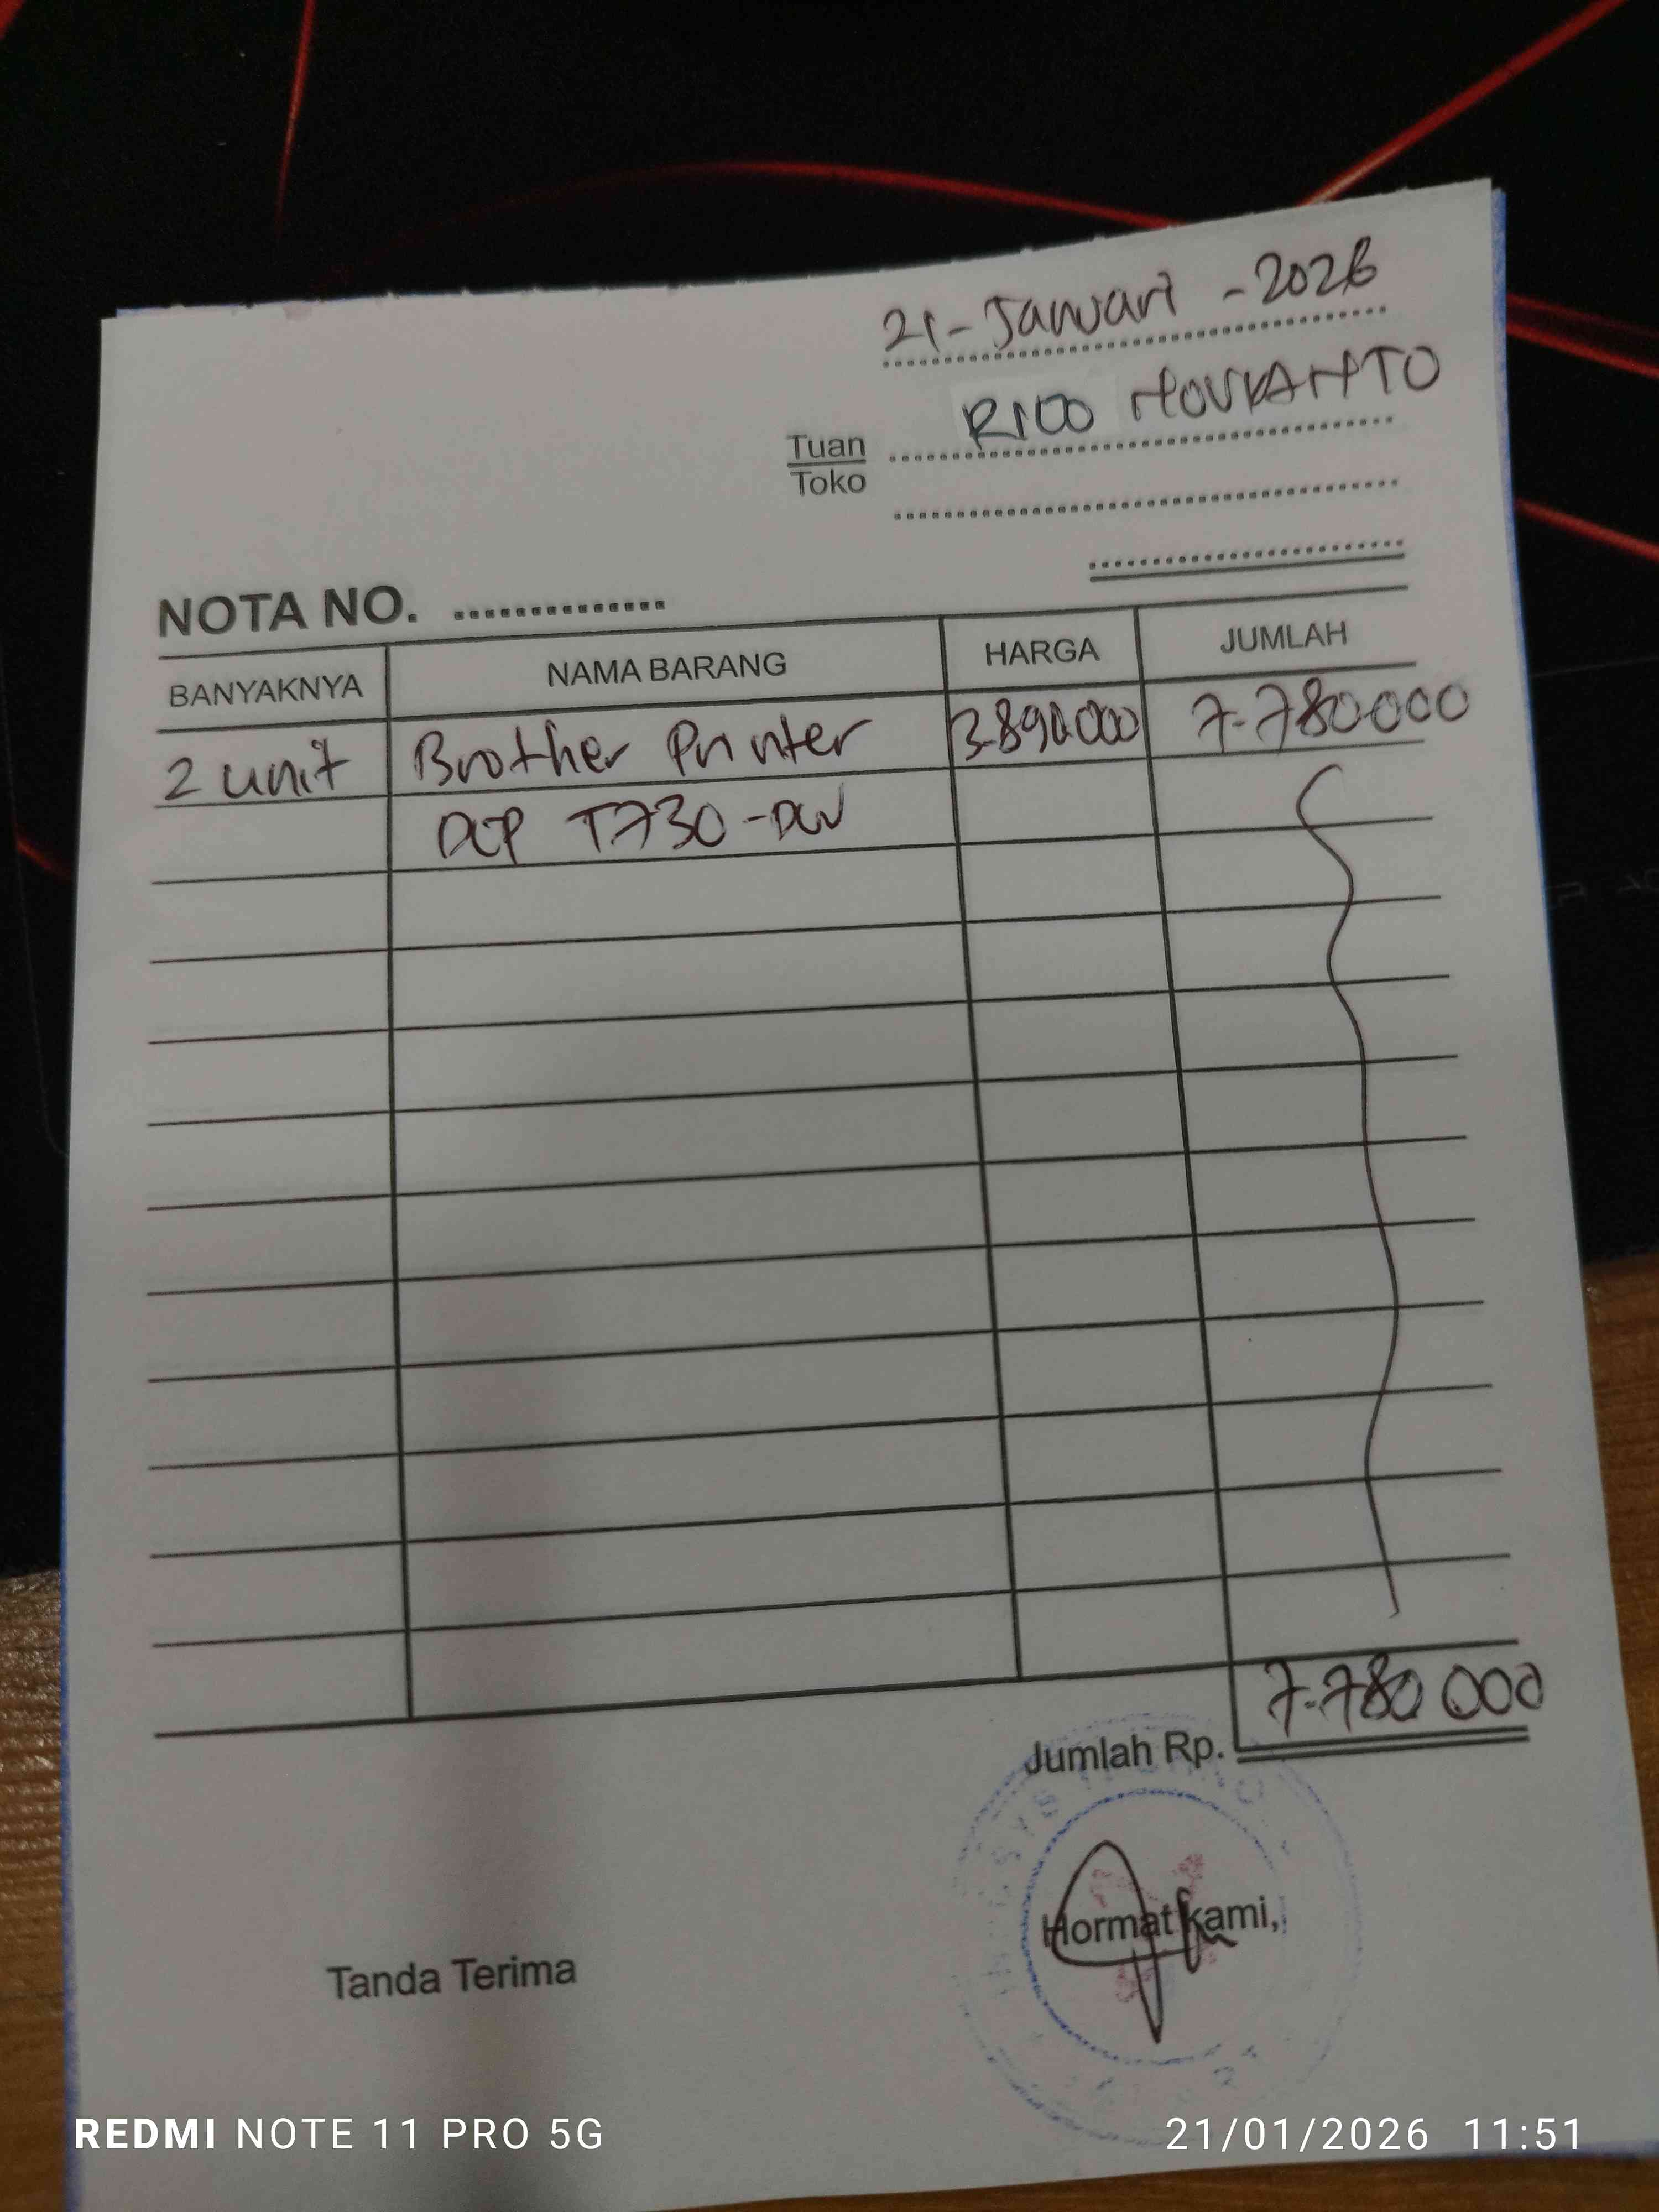 21-Januari-2026
Tuan RICO NOVIANTO
Toko
NOTA NO. ..............
BANYAKNYA NAMA BARANG HARGA JUMLAH
2 unit Brother Printer 3.890.000 7.780000
DCP T730-DW
Jumlah Rp. 7.780 000
Tanda Terima Hormat kami,
REDMI NOTE 11 PRO 5G 21/01/2026 11:51